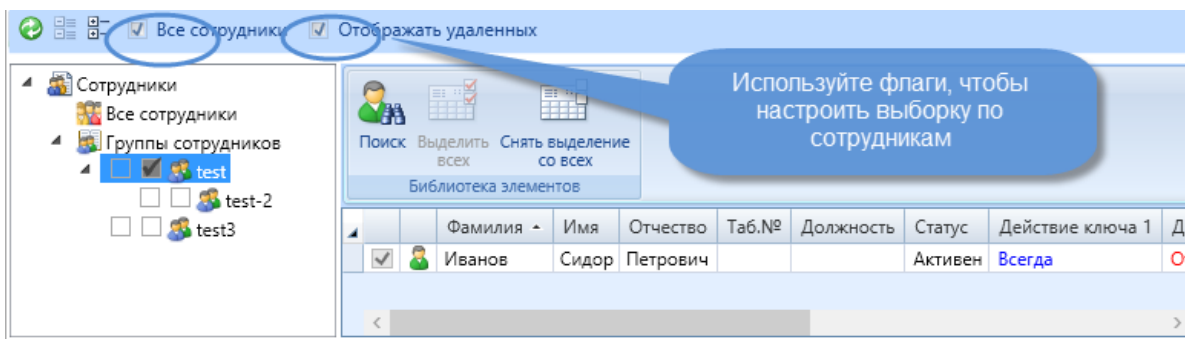 Все сотрудники Отображать удаленных
Используйте флаги, чтобы
настроить выборку по
сотрудникам
Сотрудники
Все сотрудники
Группы сотрудников
test
test-2
test3
Поиск Выделить Снять выделение
всех со всех
Библиотека элементов
Фамилия Имя Отчество Таб.№ Должность Статус Действие ключа 1 Д
Иванов Сидор Петрович Активен Всегда